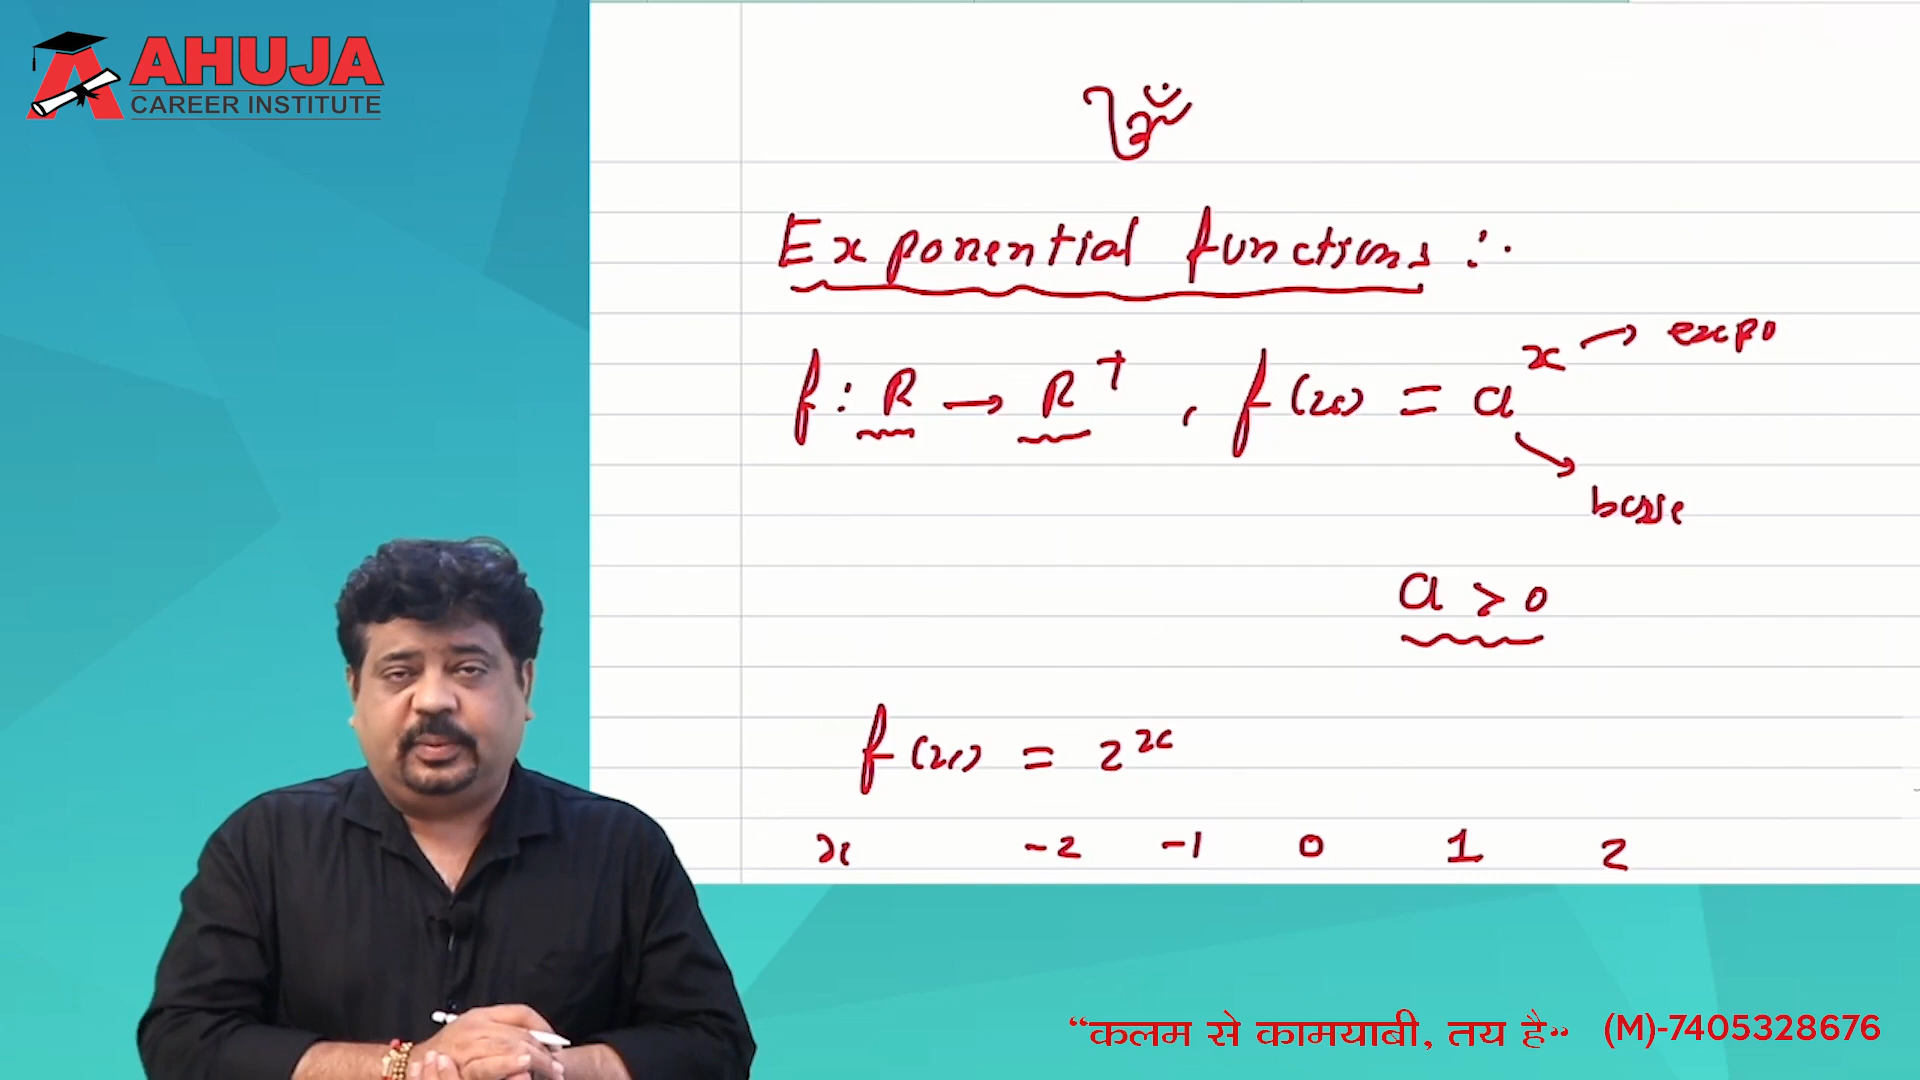 AHUJA
CAREER INSTITUTE
ॐ
Exponential functions :-
f : R → R⁺ , f(x) = aˣ → expo
base
a > 0
f(x) = 2ˣ
x -2 -1 0 1 2
“कलम से कामयाबी, तय है” (M)-7405328676